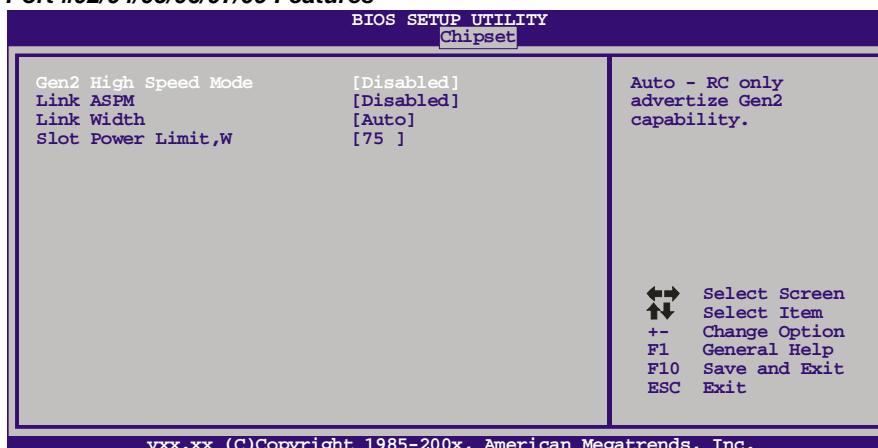 BIOS SETUP UTILITY
Chipset
Gen2 High Speed Mode [Disabled]
Link ASPM [Disabled]
Link Width [Auto]
Slot Power Limit,W [75 ]
Auto - RC only
advertize Gen2
capability.
Select Screen
Select Item
+- Change Option
F1 General Help
F10 Save and Exit
ESC Exit
vxx.xx (C)Copyright 1985-200x, American Megatrends, Inc.